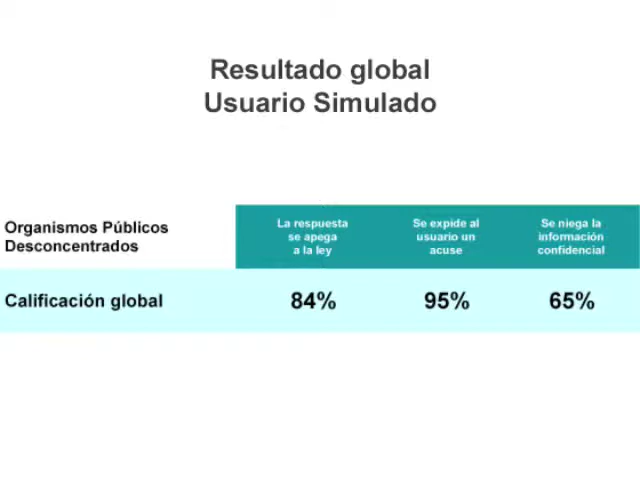 Resultado global
Usuario Simulado
Organismos Públicos
Desconcentrados
La respuesta
se apega
a la ley
Se expide al
usuario un
acuse
Se niega la
información
confidencial
Calificación global
84%
95%
65%